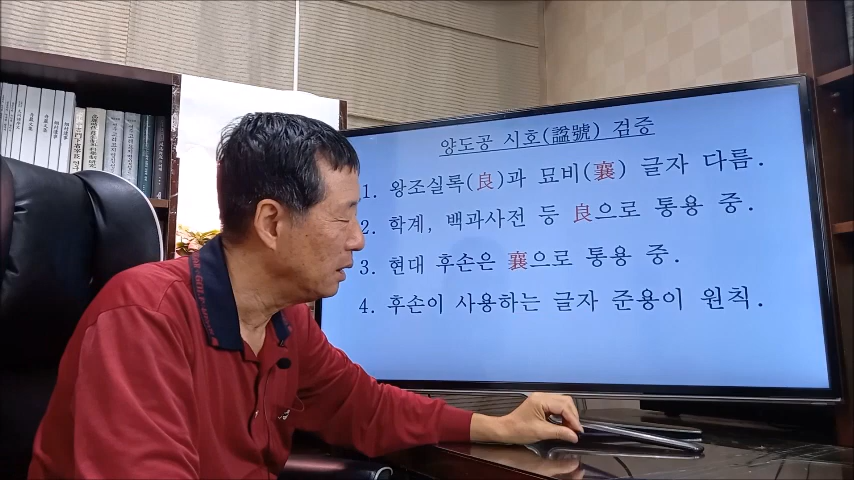 양도공 시호(諡號) 검증
1. 왕조실록(良)과 묘비(襄) 글자 다름.
2. 학계, 백과사전 등 良으로 통용 중.
3. 현대 후손은 襄으로 통용 중.
4. 후손이 사용하는 글자 준용이 원칙.